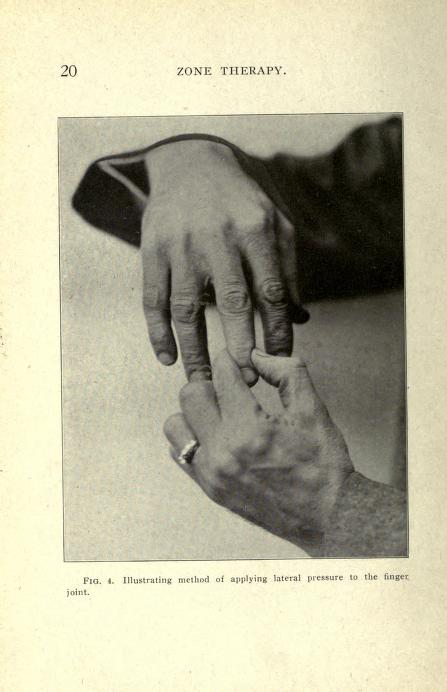 20 ZONE THERAPY.
FIG. 4. Illustrating method of applying lateral pressure to the finger
joint.